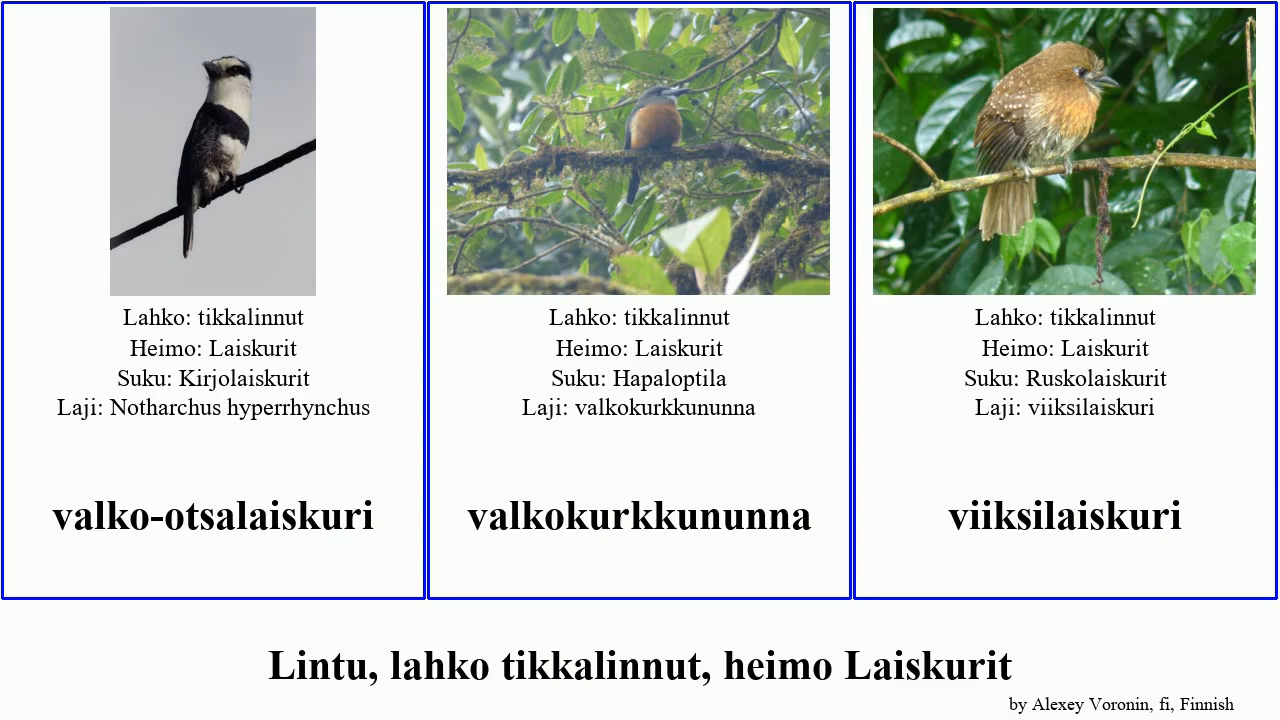 Lahko: tikkalinnut
Heimo: Laiskurit
Suku: Kirjolaiskurit
Laji: Notharchus hyperrhynchus
valko-otsalaiskuri
Lahko: tikkalinnut
Heimo: Laiskurit
Suku: Hapaloptila
Laji: valkokurkkununna
valkokurkkununna
Lahko: tikkalinnut
Heimo: Laiskurit
Suku: Ruskolaiskurit
Laji: viiksilaiskuri
viiksilaiskuri
Lintu, lahko tikkalinnut, heimo Laiskurit
by Alexey Voronin, fi, Finnish